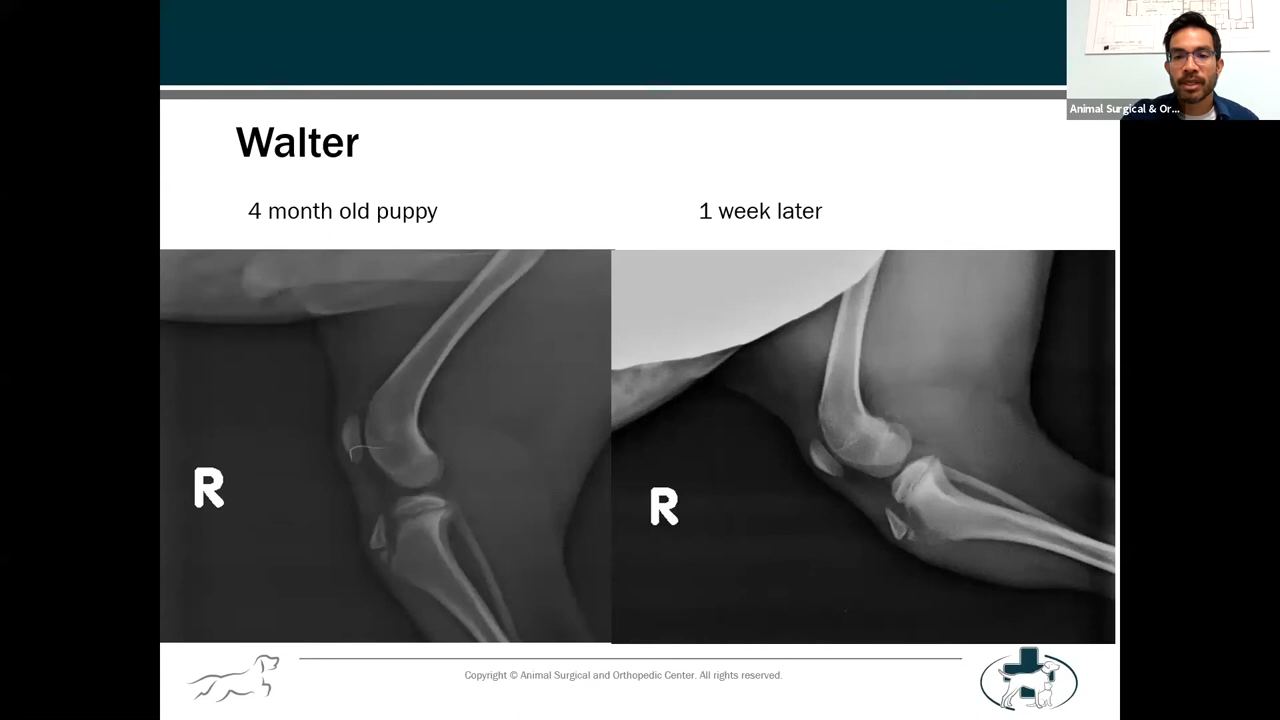 Animal Surgical & Or...
Walter
4 month old puppy
1 week later
R
R
Copyright © Animal Surgical and Orthopedic Center. All rights reserved.